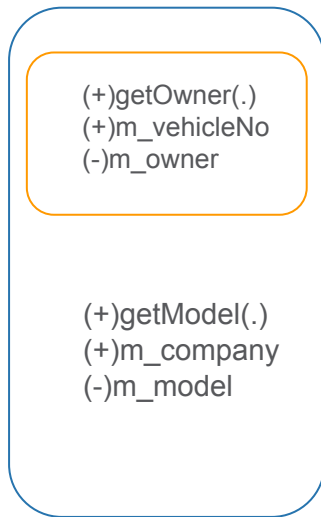 (+)getOwner(.)
(+)m_vehicleNo
(-)m_owner
(+)getModel(.)
(+)m_company
(-)m_model